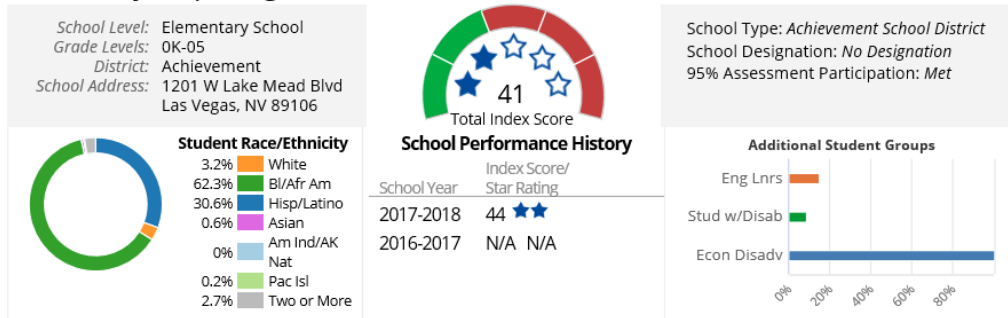 School Level: Elementary School
Grade Levels: 0K-05
District: Achievement
School Address: 1201 W Lake Mead Blvd
Las Vegas, NV 89106
41
Total Index Score
School Type: Achievement School District
School Designation: No Designation
95% Assessment Participation: Met
Student Race/Ethnicity
3.2% White
62.3% Bl/Afr Am
30.6% Hisp/Latino
0.6% Asian
0% Am Ind/AK
Nat
0.2% Pac Isl
2.7% Two or More
School Performance History
Index Score/
School Year Star Rating
2017-2018 44
2016-2017 N/A N/A
Additional Student Groups
Eng Lnrs
Stud w/Disab
Econ Disadv
0% 20% 40% 60% 80%